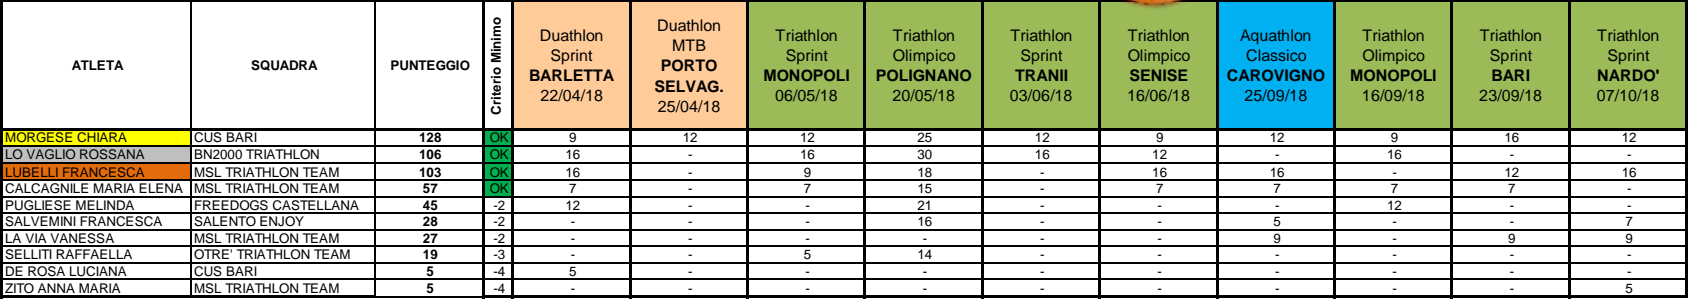 ATLETA SQUADRA PUNTEGGIO Criterio Minimo
Duathlon Sprint BARLETTA 22/04/18
Duathlon MTB PORTO SELVAG. 25/04/18
Triathlon Sprint MONOPOLI 06/05/18
Triathlon Olimpico POLIGNANO 20/05/18
Triathlon Sprint TRANII 03/06/18
Triathlon Olimpico SENISE 16/06/18
Aquathlon Classico CAROVIGNO 25/09/18
Triathlon Olimpico MONOPOLI 16/09/18
Triathlon Sprint BARI 23/09/18
Triathlon Sprint NARDO' 07/10/18
MORGESE CHIARA CUS BARI 128 OK 9 12 12 25 12 9 12 9 16 12
LO VAGLIO ROSSANA BN2000 TRIATHLON 106 OK 16 - 16 30 16 12 - 16 - -
LUBELLI FRANCESCA MSL TRIATHLON TEAM 103 OK 16 - 9 18 - 16 16 - 12 16
CALCAGNILE MARIA ELENA MSL TRIATHLON TEAM 57 OK 7 - 7 15 - 7 7 7 7 -
PUGLIESE MELINDA FREEDOGS CASTELLANA 45 -2 12 - - 21 - - - 12 - -
SALVEMINI FRANCESCA SALENTO ENJOY 28 -2 - - - 16 - - 5 - - 7
LA VIA VANESSA MSL TRIATHLON TEAM 27 -2 - - - - - - 9 - 9 9
SELLITI RAFFAELLA OTRE' TRIATHLON TEAM 19 -3 - - 5 14 - - - - - -
DE ROSA LUCIANA CUS BARI 5 -4 5 - - - - - - - - -
ZITO ANNA MARIA MSL TRIATHLON TEAM 5 -4 - - - - - - - - - 5